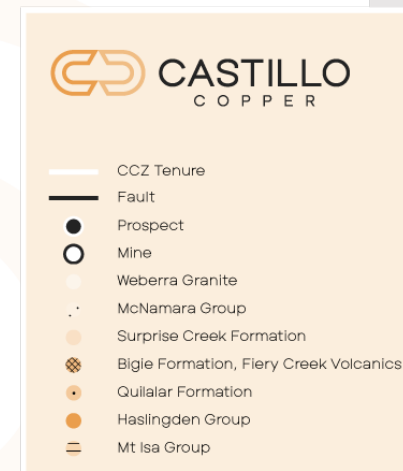 CASTILLO
COPPER
CCZ Tenure
Fault
Prospect
Mine
Weberra Granite
McNamara Group
Surprise Creek Formation
Bigie Formation, Fiery Creek Volcanics
Quilalar Formation
Haslingden Group
Mt Isa Group